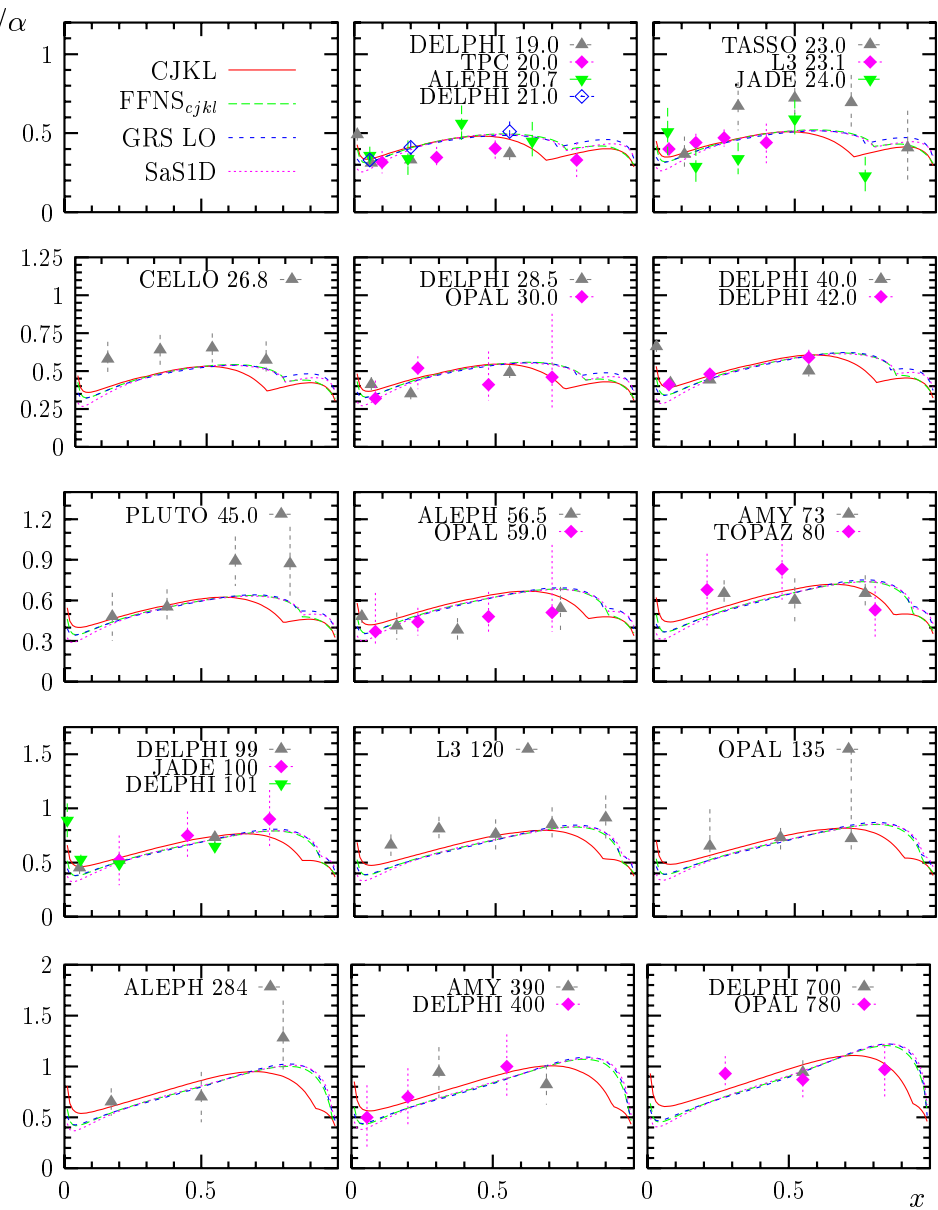 /α
1
0.5
0
CJKL
FFNS_cjkl
GRS LO
SaS1D
DELPHI 19.0
TPC 20.0
ALEPH 20.7
DELPHI 21.0
TASSO 23.0
L3 23.1
JADE 24.0
1.25
1
0.75
0.5
0.25
0
CELLO 26.8
DELPHI 28.5
OPAL 30.0
DELPHI 40.0
DELPHI 42.0
1.2
0.9
0.6
0.3
0
PLUTO 45.0
ALEPH 56.5
OPAL 59.0
AMY 73
TOPAZ 80
1.5
1
0.5
0
DELPHI 99
JADE 100
DELPHI 101
L3 120
OPAL 135
2
1.5
1
0.5
0
ALEPH 284
AMY 390
DELPHI 400
DELPHI 700
OPAL 780
0 0.5 0 0.5 0 0.5 x